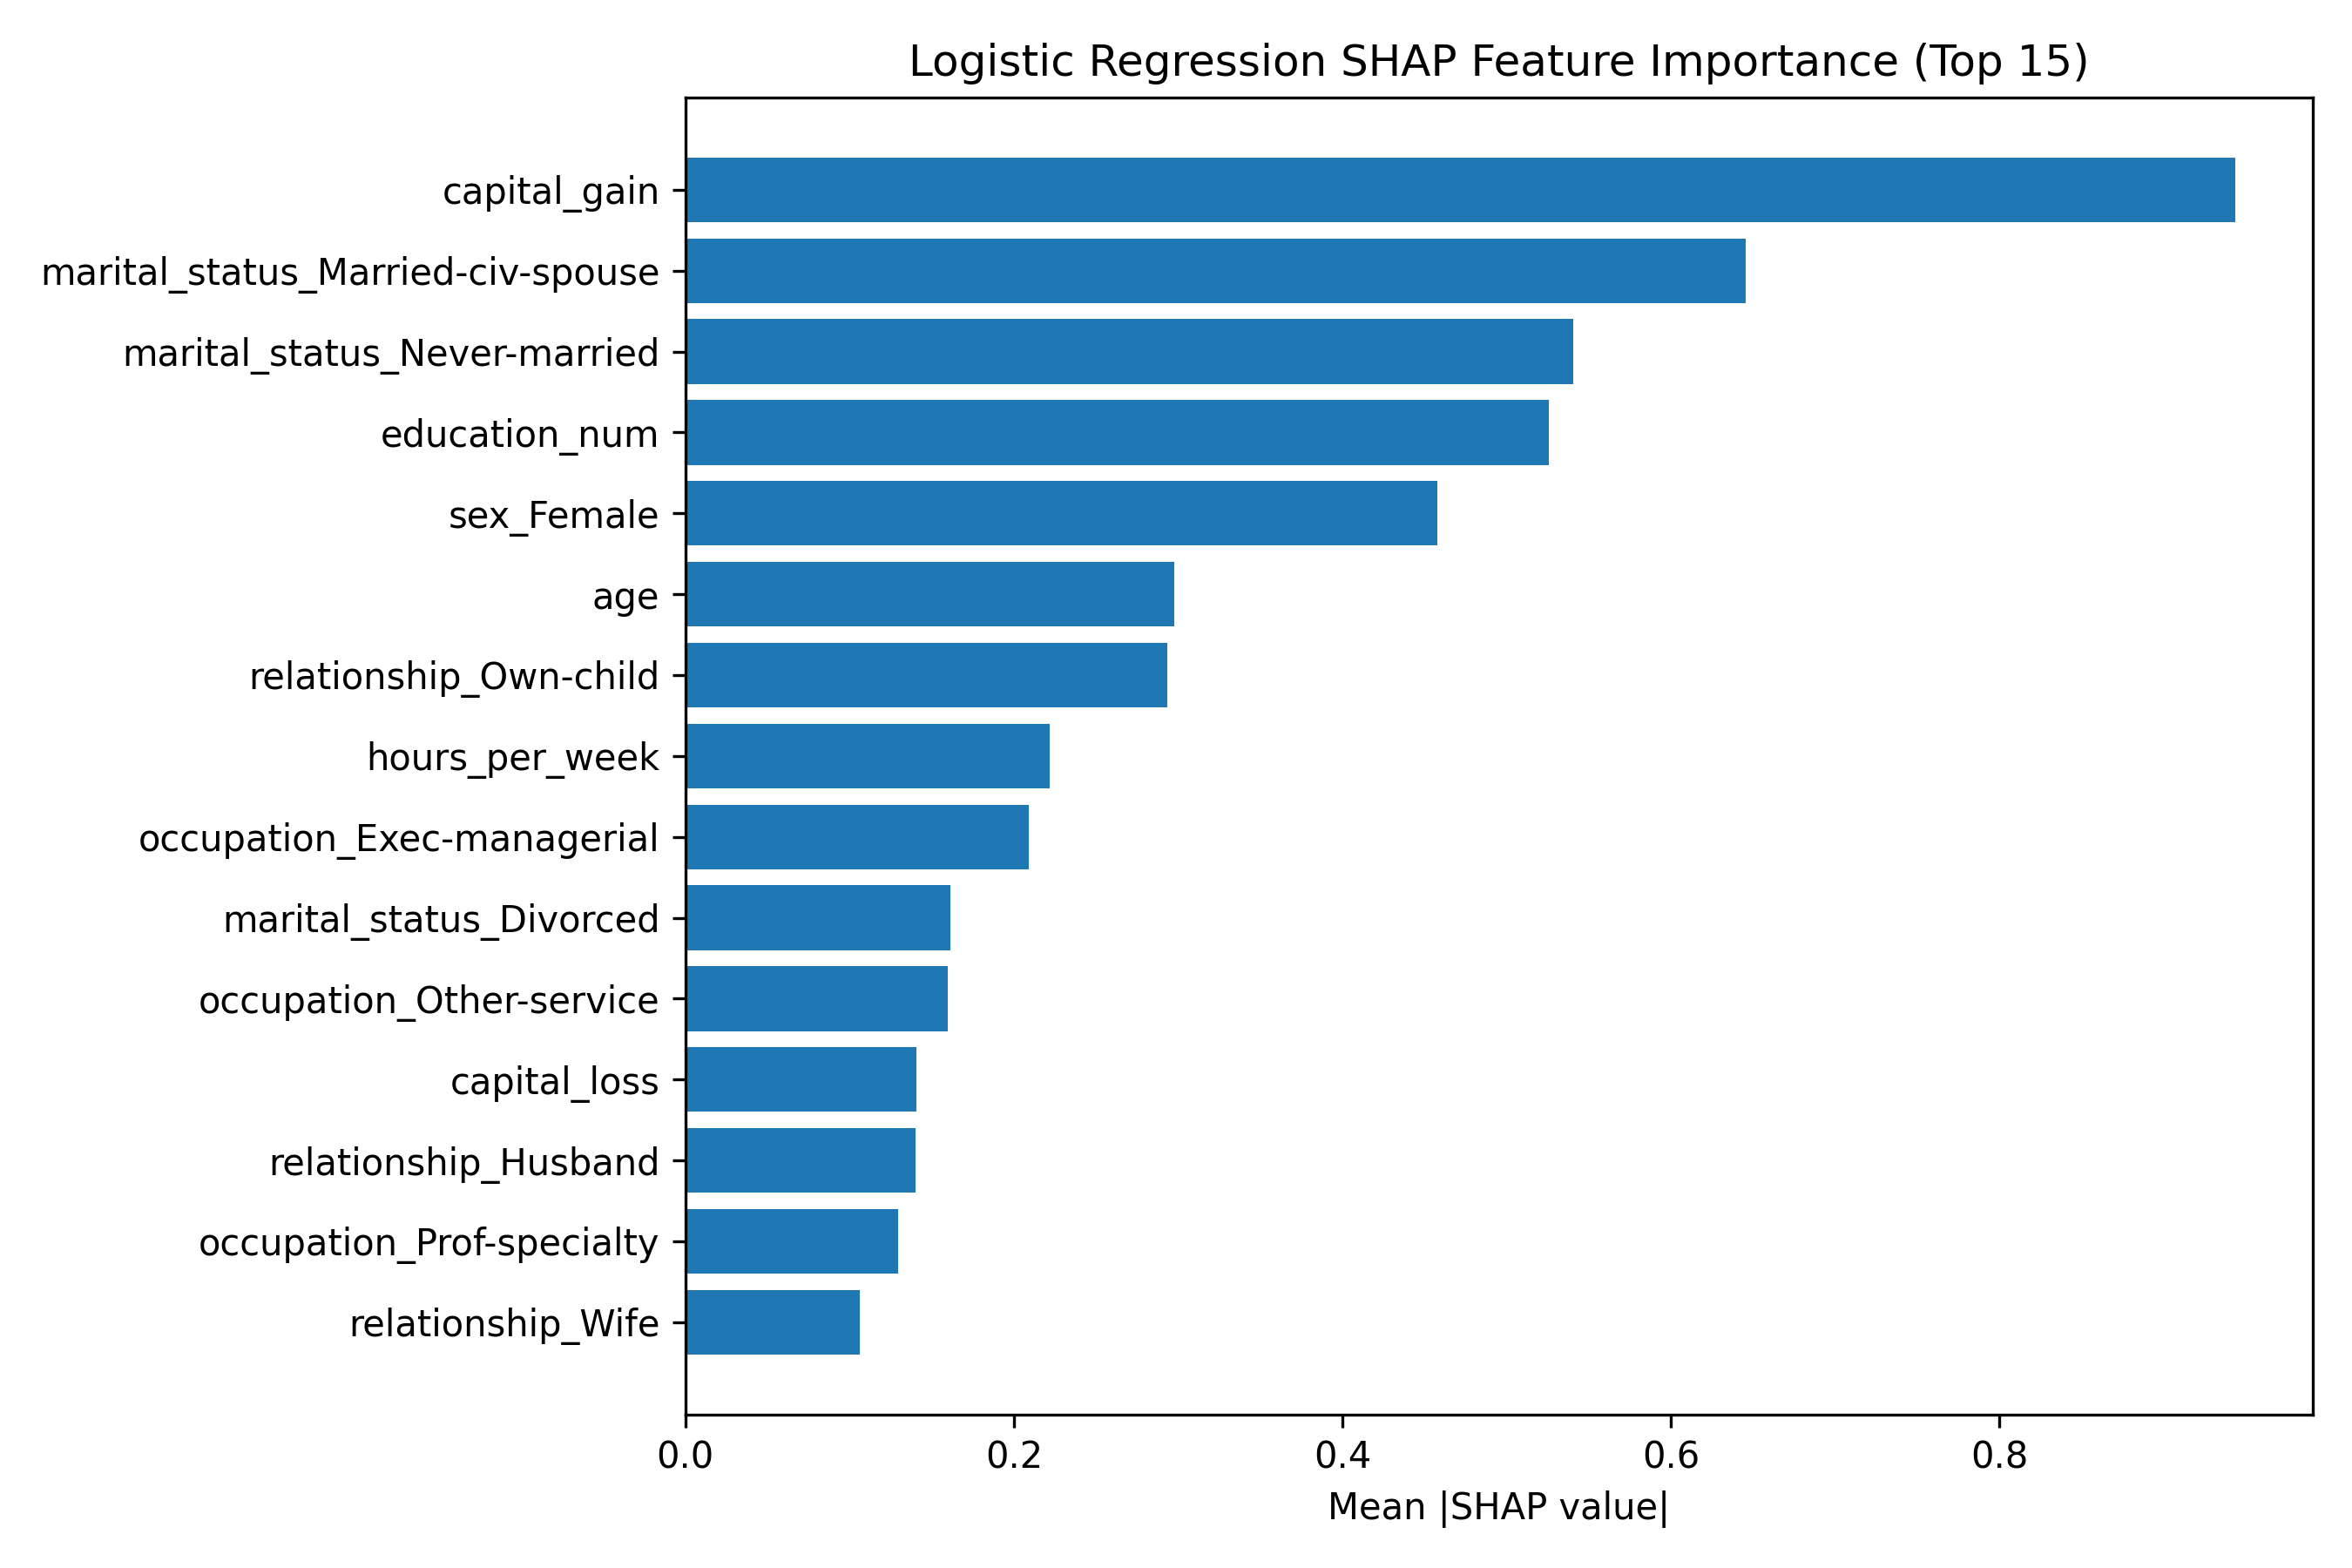 Logistic Regression SHAP Feature Importance (Top 15)
capital_gain
marital_status_Married-civ-spouse
marital_status_Never-married
education_num
sex_Female
age
relationship_Own-child
hours_per_week
occupation_Exec-managerial
marital_status_Divorced
occupation_Other-service
capital_loss
relationship_Husband
occupation_Prof-specialty
relationship_Wife
0.0 0.2 0.4 0.6 0.8
Mean |SHAP value|